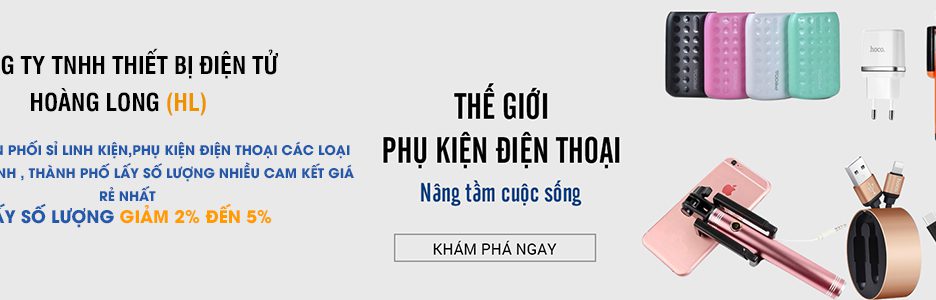 G TY TNHH THIẾT BỊ ĐIỆN TỬ
HOÀNG LONG (HL)
PHỐI SỈ LINH KIỆN,PHỤ KIỆN ĐIỆN THOẠI CÁC LOẠI
NH , THÀNH PHỐ LẤY SỐ LƯỢNG NHIỀU CAM KẾT GIÁ
RẺ NHẤT
ẤY SỐ LƯỢNG GIẢM 2% ĐẾN 5%
THẾ GIỚI
PHỤ KIỆN ĐIỆN THOẠI
Nâng tầm cuộc sống
KHÁM PHÁ NGAY
hoco.
iPhone